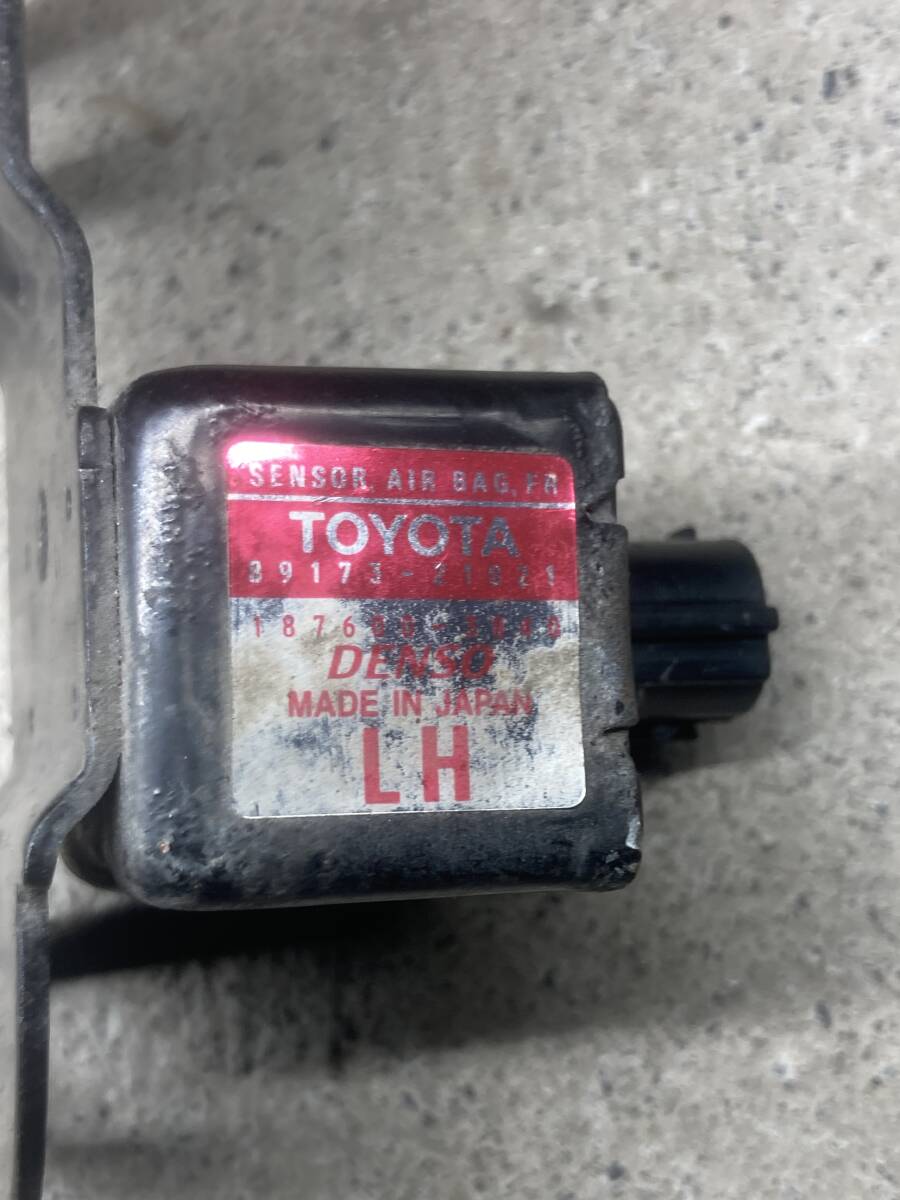 SENSOR, AIR BAG, FR
TOYOTA
89173-21021
DENSO
MADE IN JAPAN
LH